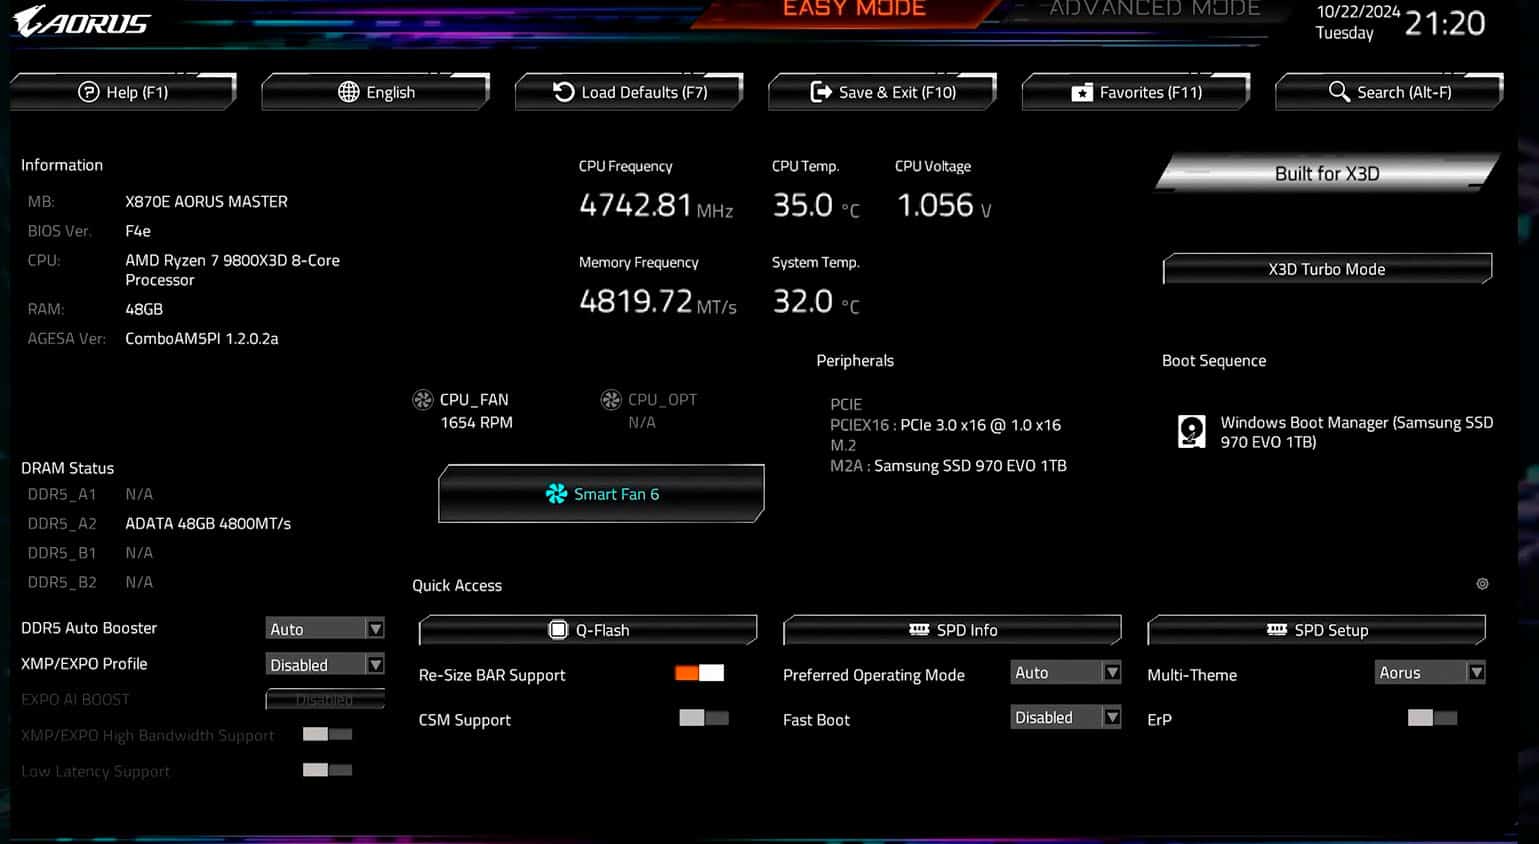 AORUS
EASY MODE
ADVANCED MODE
10/22/2024
Tuesday
21:20
Help (F1)
English
Load Defaults (F7)
Save & Exit (F10)
Favorites (F11)
Search (Alt-F)
Information
MB: X870E AORUS MASTER
BIOS Ver. F4e
CPU: AMD Ryzen 7 9800X3D 8-Core
Processor
RAM: 48GB
AGESA Ver: ComboAM5PI 1.2.0.2a
CPU Frequency
4742.81 MHz
CPU Temp.
35.0 °C
CPU Voltage
1.056 V
Memory Frequency
4819.72 MT/s
System Temp.
32.0 °C
Built for X3D
X3D Turbo Mode
CPU_FAN
1654 RPM
CPU_OPT
N/A
Smart Fan 6
Peripherals
PCIE
PCIEX16 : PCIe 3.0 x16 @ 1.0 x16
M.2
M2A : Samsung SSD 970 EVO 1TB
Boot Sequence
Windows Boot Manager (Samsung SSD
970 EVO 1TB)
DRAM Status
DDR5_A1 N/A
DDR5_A2 ADATA 48GB 4800MT/s
DDR5_B1 N/A
DDR5_B2 N/A
DDR5 Auto Booster Auto
XMP/EXPO Profile Disabled
EXPO AI BOOST Disabled
XMP/EXPO High Bandwidth Support
Low Latency Support
Quick Access
Q-Flash
SPD Info
SPD Setup
Re-Size BAR Support
Preferred Operating Mode Auto
Multi-Theme Aorus
CSM Support
Fast Boot Disabled
ErP